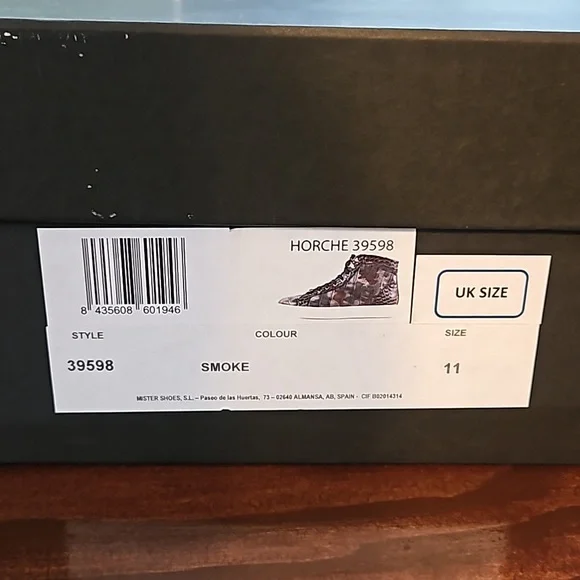 HORCHE 39598
8 435608 601946
UK SIZE
STYLE COLOUR SIZE
39598 SMOKE 11
MISTER SHOES, S.L. – Paseo de las Huertas, 73 – 02640 ALMANSA, AB, SPAIN - CIF B02014314